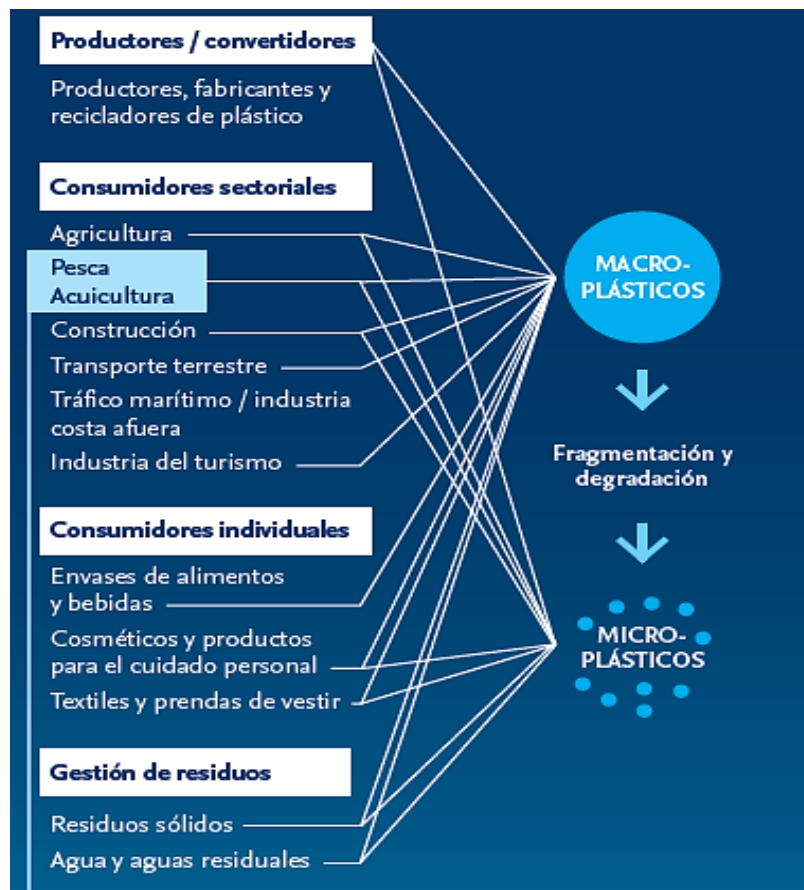 Productores / convertidores
Productores, fabricantes y
recicladores de plástico
Consumidores sectoriales
Agricultura
Pesca
Acuicultura
Construcción
Transporte terrestre
Tráfico marítimo / industria
costa afuera
Industria del turismo
Consumidores individuales
Envases de alimentos
y bebidas
Cosméticos y productos
para el cuidado personal
Textiles y prendas de vestir
Gestión de residuos
Residuos sólidos
Agua y aguas residuales
MACRO-
PLÁSTICOS
Fragmentación y
degradación
MICRO-
PLÁSTICOS